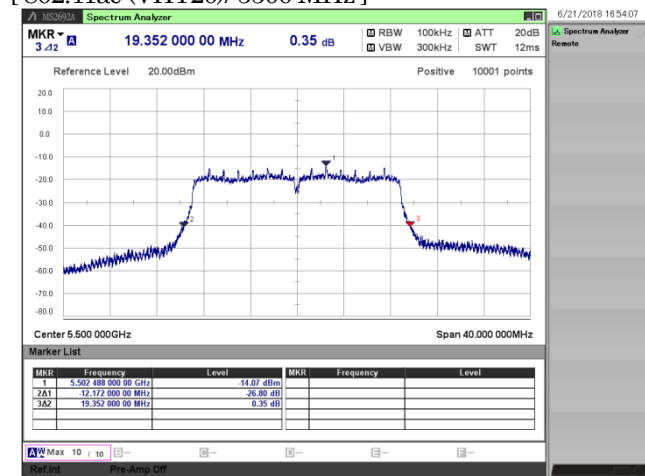 [ 802.11ac (VHT20)/ 5500 MHz ]
MS2692A Spectrum Analyzer
6/21/2018 16:54:07
Spectrum Analyzer
Remote
MKR
3 Δ2 A 19.352 000 00 MHz 0.35 dB
M RBW 100kHz M ATT 20dB
M VBW 300kHz SWT 12ms
Reference Level 20.00dBm Positive 10001 points
20.0
10.0
0.0
-10.0
-20.0
-30.0
-40.0
-50.0
-60.0
-70.0
-80.0
1
2
3
Center 5.500 000GHz Span 40.000 000MHz
Marker List
MKR Frequency Level MKR Frequency Level
1 5.502 488 000 00 GHz -14.07 dBm
2Δ1 -12.172 000 00 MHz -26.80 dB
3Δ2 19.352 000 00 MHz 0.35 dB
A W Max 10 / 10 B— C— D— E— F—
Ref.Int Pre-Amp Off